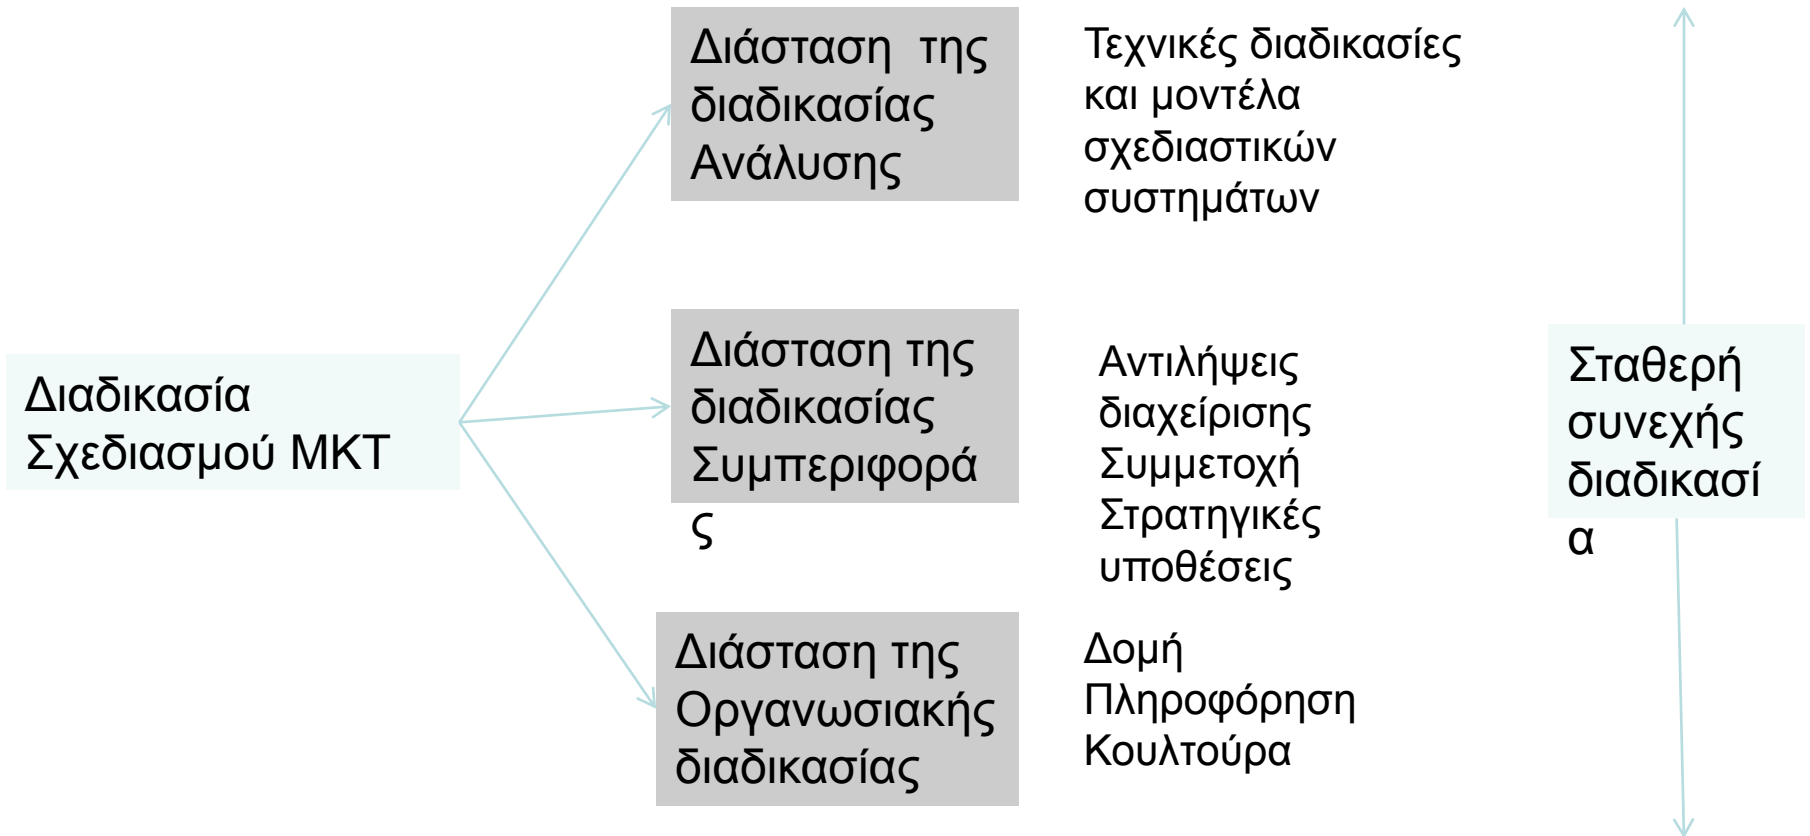 Διαδικασία
Σχεδιασμού ΜΚΤ
Διάσταση  της
διαδικασίας
Ανάλυσης
Τεχνικές διαδικασίες
και μοντέλα
σχεδιαστικών
συστημάτων
Διάσταση της
διαδικασίας
Συμπεριφορά
ς
Αντιλήψεις
διαχείρισης
Συμμετοχή
Στρατηγικές
υποθέσεις
Διάσταση της
Οργανωσιακής
διαδικασίας
Δομή
Πληροφόρηση
Κουλτούρα
Σταθερή
συνεχής
διαδικασί
α